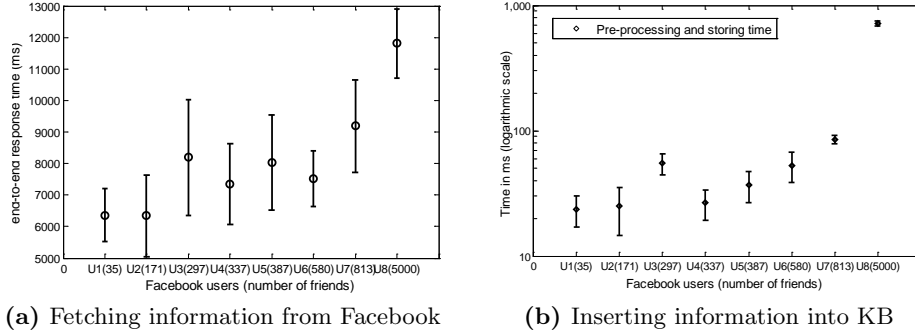 13000
12000
11000
10000
9000
8000
7000
6000
5000
end-to-end response time (ms)
0 U1(35) U2(171) U3(297) U4(337) U5(387) U6(580) U7(813) U8(5000)
Facebook users (number of friends)
(a) Fetching information from Facebook
1,000
100
10
Time in ms (logarithmic scale)
Pre-processing and storing time
0 U1(35) U2(171) U3(297) U4(337) U5(387) U6(580) U7(813) U8(5000)
Facebook users (number of friends)
(b) Inserting information into KB